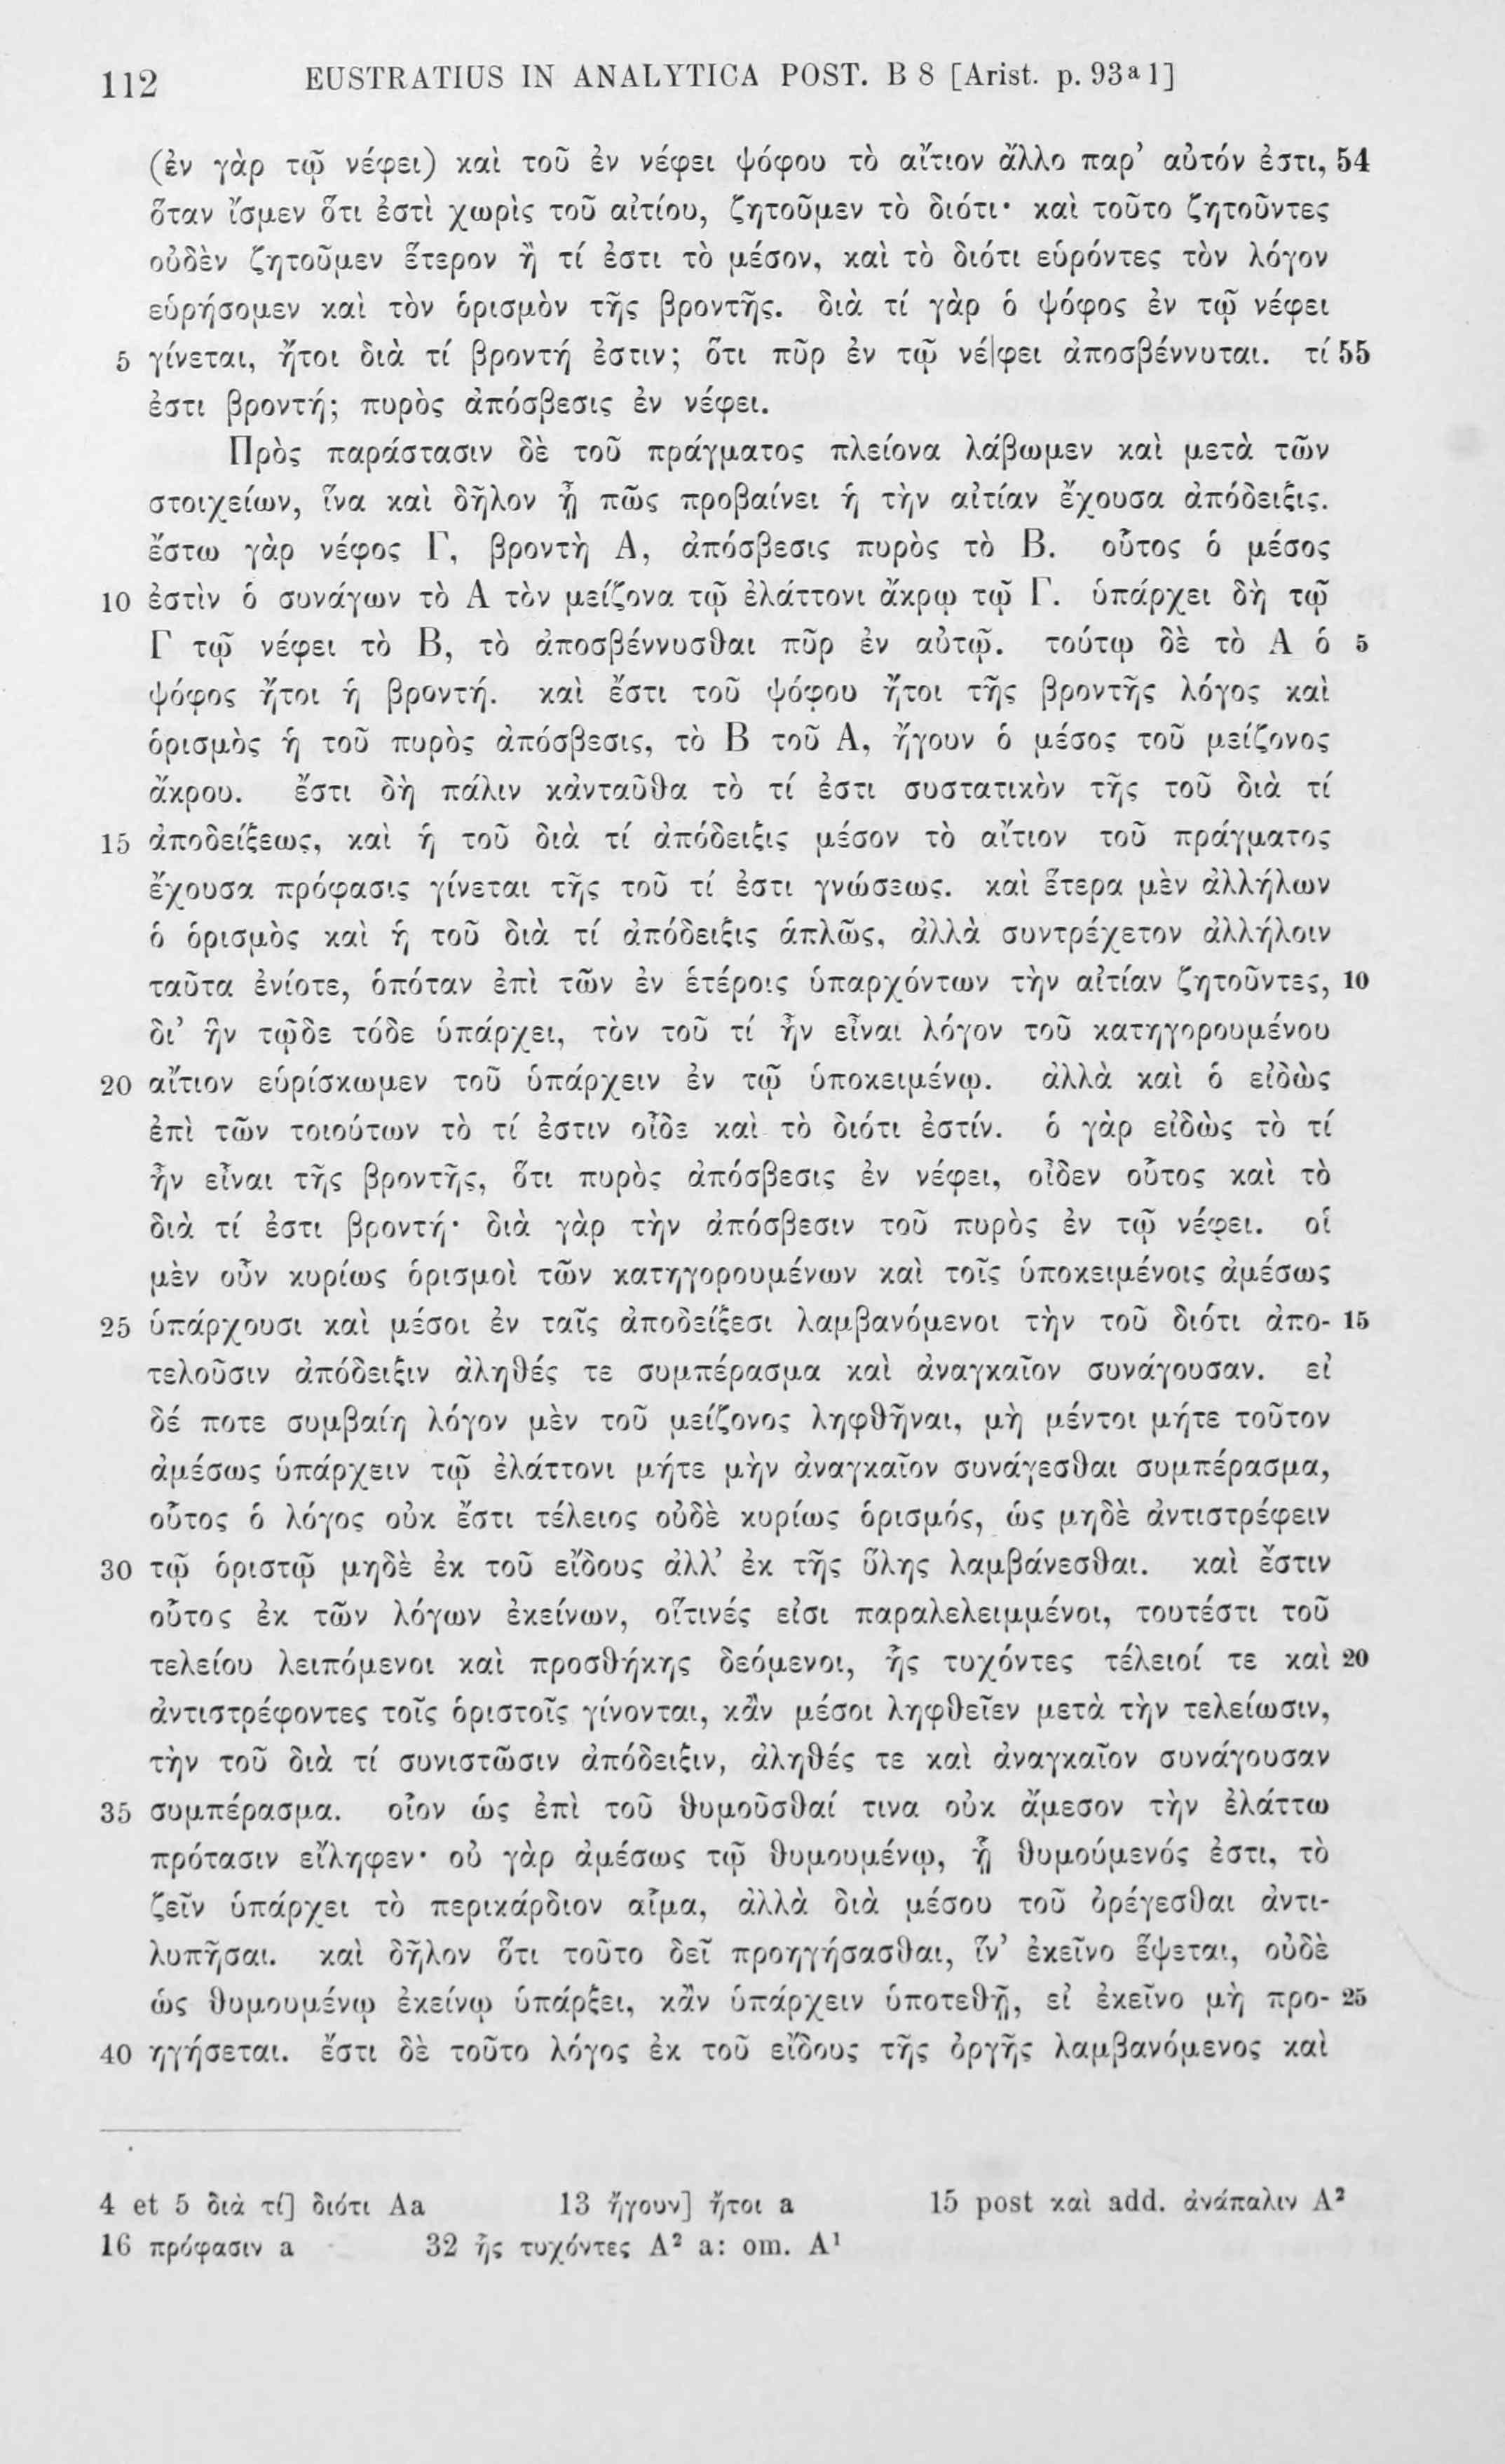 112 EUSTRATIUS IN ANALYTICA POST. B 8 [Arist. p. 93ª1]
(ἐν γὰρ τῷ νέφει) καὶ τοῦ ἐν νέφει ψόφου τὸ αἴτιον ἄλλο παρ' αὐτόν ἐστι, 54
ὅταν ἴσμεν ὅτι ἐστὶ χωρὶς τοῦ αἰτίου, ζητοῦμεν τὸ διότι· καὶ τοῦτο ζητοῦντες
οὐδὲν ζητοῦμεν ἕτερον ἢ τί ἐστι τὸ μέσον, καὶ τὸ διότι εὑρόντες τὸν λόγον
εὑρήσομεν καὶ τὸν ὁρισμὸν τῆς βροντῆς. διὰ τί γὰρ ὁ ψόφος ἐν τῷ νέφει
5 γίνεται, ἤτοι διὰ τί βροντή ἐστιν; ὅτι πῦρ ἐν τῷ νέ|φει ἀποσβέννυται. τί 55
ἐστι βροντή; πυρὸς ἀπόσβεσις ἐν νέφει.
Πρὸς παράστασιν δὲ τοῦ πράγματος πλείονα λάβωμεν καὶ μετὰ τῶν
στοιχείων, ἵνα καὶ δῆλον ᾖ πῶς προβαίνει ἡ τὴν αἰτίαν ἔχουσα ἀπόδειξις.
ἔστω γὰρ νέφος Γ, βροντὴ Α, ἀπόσβεσις πυρὸς τὸ Β. οὗτος ὁ μέσος
10 ἐστὶν ὁ συνάγων τὸ Α τὸν μείζονα τῷ ἐλάττονι ἄκρῳ τῷ Γ. ὑπάρχει δὴ τῷ
Γ τῷ νέφει τὸ Β, τὸ ἀποσβέννυσθαι πῦρ ἐν αὐτῷ. τούτῳ δὲ τὸ Α ὁ 5
ψόφος ἤτοι ἡ βροντή. καὶ ἔστι τοῦ ψόφου ἤτοι τῆς βροντῆς λόγος καὶ
ὁρισμὸς ἡ τοῦ πυρὸς ἀπόσβεσις, τὸ Β τοῦ Α, ἤγουν ὁ μέσος τοῦ μείζονος
ἄκρου. ἔστι δὴ πάλιν κἀνταῦθα τὸ τί ἐστι συστατικὸν τῆς τοῦ διὰ τί
15 ἀποδείξεως, καὶ ἡ τοῦ διὰ τί ἀπόδειξις μέσον τὸ αἴτιον τοῦ πράγματος
ἔχουσα πρόφασις γίνεται τῆς τοῦ τί ἐστι γνώσεως. καὶ ἕτερα μὲν ἀλλήλων
ὁ ὁρισμὸς καὶ ἡ τοῦ διὰ τί ἀπόδειξις ἁπλῶς, ἀλλὰ συντρέχετον ἀλλήλοιν
ταῦτα ἐνίοτε, ὁπόταν ἐπὶ τῶν ἐν ἑτέροις ὑπαρχόντων τὴν αἰτίαν ζητοῦντες, 10
δι' ἣν τῷδε τόδε ὑπάρχει, τὸν τοῦ τί ἦν εἶναι λόγον τοῦ κατηγορουμένου
20 αἴτιον εὑρίσκωμεν τοῦ ὑπάρχειν ἐν τῷ ὑποκειμένῳ. ἀλλὰ καὶ ὁ εἰδὼς
ἐπὶ τῶν τοιούτων τὸ τί ἐστιν οἶδε καὶ τὸ διότι ἐστίν. ὁ γὰρ εἰδὼς τὸ τί
ἦν εἶναι τῆς βροντῆς, ὅτι πυρὸς ἀπόσβεσις ἐν νέφει, οἶδεν οὗτος καὶ τὸ
διὰ τί ἐστι βροντή· διὰ γὰρ τὴν ἀπόσβεσιν τοῦ πυρὸς ἐν τῷ νέφει. οἱ
μὲν οὖν κυρίως ὁρισμοὶ τῶν κατηγορουμένων καὶ τοῖς ὑποκειμένοις ἀμέσως
25 ὑπάρχουσι καὶ μέσοι ἐν ταῖς ἀποδείξεσι λαμβανόμενοι τὴν τοῦ διότι ἀπο- 15
τελοῦσιν ἀπόδειξιν ἀληθές τε συμπέρασμα καὶ ἀναγκαῖον συνάγουσαν. εἰ
δέ ποτε συμβαίη λόγον μὲν τοῦ μείζονος ληφθῆναι, μὴ μέντοι μήτε τοῦτον
ἀμέσως ὑπάρχειν τῷ ἐλάττονι μήτε μὴν ἀναγκαῖον συνάγεσθαι συμπέρασμα,
οὗτος ὁ λόγος οὐκ ἔστι τέλειος οὐδὲ κυρίως ὁρισμός, ὡς μηδὲ ἀντιστρέφειν
30 τῷ ὁριστῷ μηδὲ ἐκ τοῦ εἴδους ἀλλ' ἐκ τῆς ὕλης λαμβάνεσθαι. καὶ ἔστιν
οὗτος ἐκ τῶν λόγων ἐκείνων, οἵτινές εἰσι παραλελειμμένοι, τουτέστι τοῦ
τελείου λειπόμενοι καὶ προσθήκης δεόμενοι, ἧς τυχόντες τέλειοί τε καὶ 20
ἀντιστρέφοντες τοῖς ὁριστοῖς γίνονται, κἂν μέσοι ληφθεῖεν μετὰ τὴν τελείωσιν,
τὴν τοῦ διὰ τί συνιστῶσιν ἀπόδειξιν, ἀληθές τε καὶ ἀναγκαῖον συνάγουσαν
35 συμπέρασμα. οἷον ὡς ἐπὶ τοῦ θυμοῦσθαί τινα οὐκ ἄμεσον τὴν ἐλάττω
πρότασιν εἴληφεν· οὐ γὰρ ἀμέσως τῷ θυμουμένῳ, ᾗ θυμούμενός ἐστι, τὸ
ζεῖν ὑπάρχει τὸ περικάρδιον αἷμα, ἀλλὰ διὰ μέσου τοῦ ὀρέγεσθαι ἀντι-
λυπῆσαι. καὶ δῆλον ὅτι τοῦτο δεῖ προηγήσασθαι, ἵν' ἐκεῖνο ἕψεται, οὐδὲ
ὡς θυμουμένῳ ἐκείνῳ ὑπάρξει, κἂν ὑπάρχειν ὑποτεθῇ, εἰ ἐκεῖνο μὴ προ- 25
40 ηγήσεται. ἔστι δὲ τοῦτο λόγος ἐκ τοῦ εἴδους τῆς ὀργῆς λαμβανόμενος καὶ
4 et 5 διὰ τί] διότι Aa 13 ἤγουν] ἤτοι a 15 post καὶ add. ἀνάπαλιν A²
16 πρόφασιν a 32 ἧς τυχόντες A² a: om. A¹